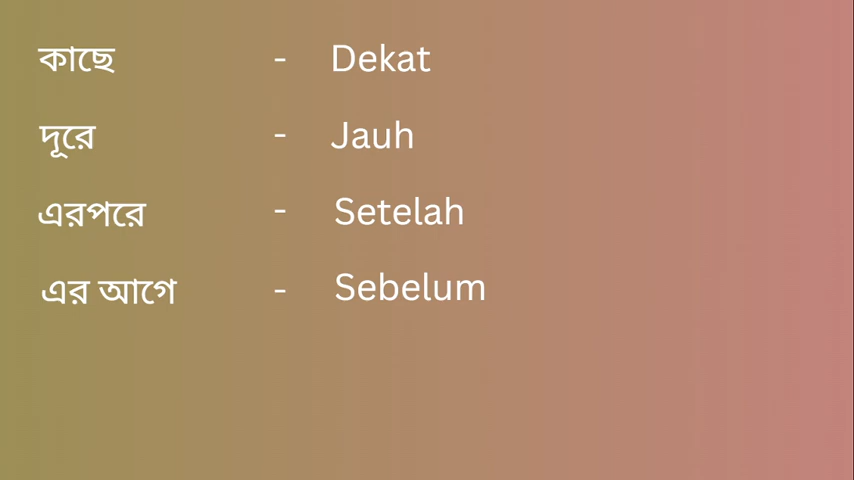 কাছে - Dekat
দূরে - Jauh
এরপরে - Setelah
এর আগে - Sebelum